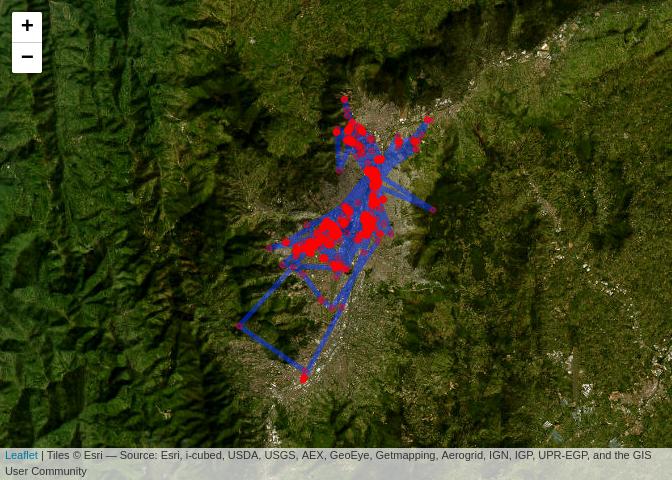 +
−
Leaflet | Tiles © Esri — Source: Esri, i-cubed, USDA, USGS, AEX, GeoEye, Getmapping, Aerogrid, IGN, IGP, UPR-EGP, and the GIS
User Community